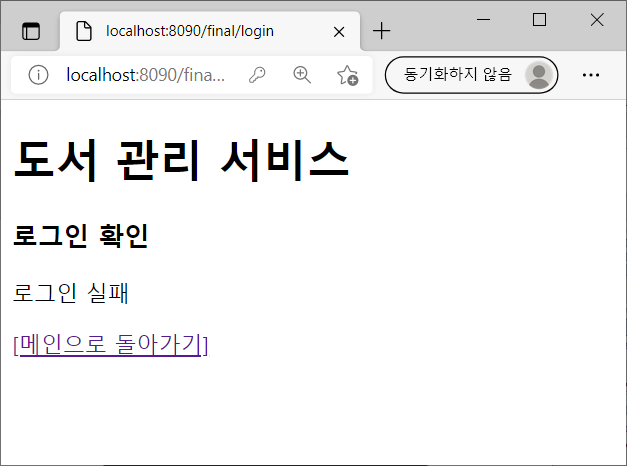 localhost:8090/final/login
localhost:8090/fina...
동기화하지 않음
도서 관리 서비스
로그인 확인
로그인 실패
[메인으로 돌아가기]